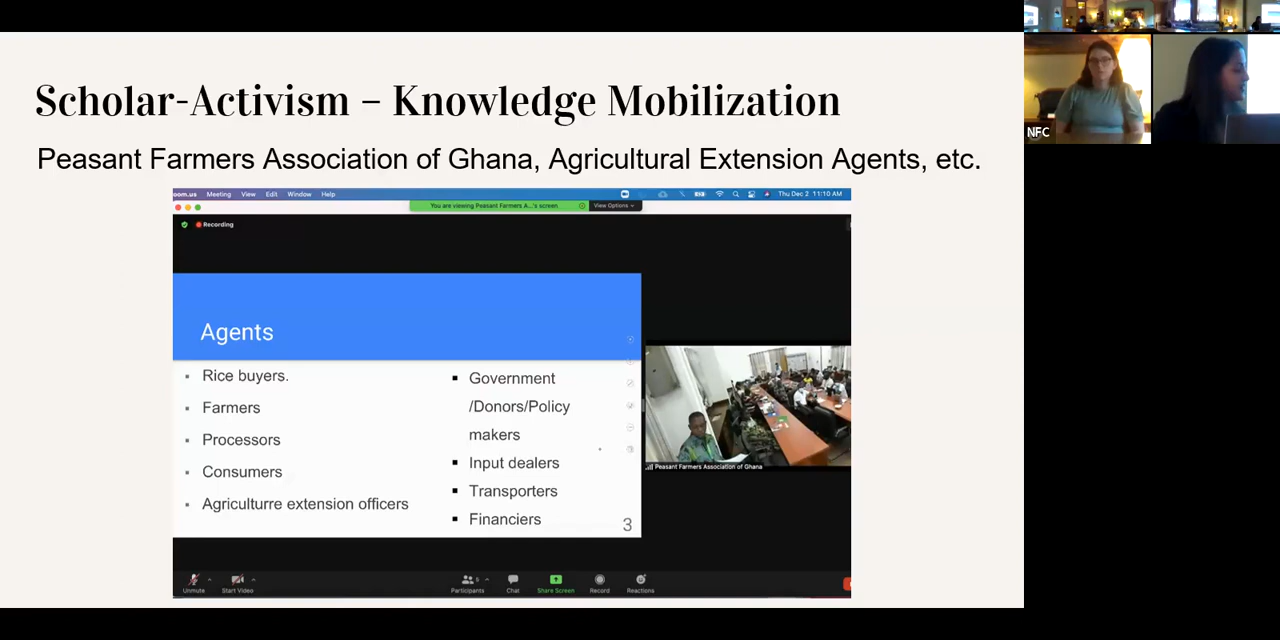 Scholar-Activism – Knowledge Mobilization
Peasant Farmers Association of Ghana, Agricultural Extension Agents, etc.
oom.us Meeting View Edit Window Help
Thu Dec 2 11:10 AM
You are viewing Peasant Farmers A...'s screen
View Options
Recording
Agents
Rice buyers.
Farmers
Processors
Consumers
Agriculturre extension officers
Government
/Donors/Policy
makers
Input dealers
Transporters
Financiers
3
Peasant Farmers Association of Ghana
Unmute
Start Video
Participants
Chat
Share Screen
Record
Reactions
NFC